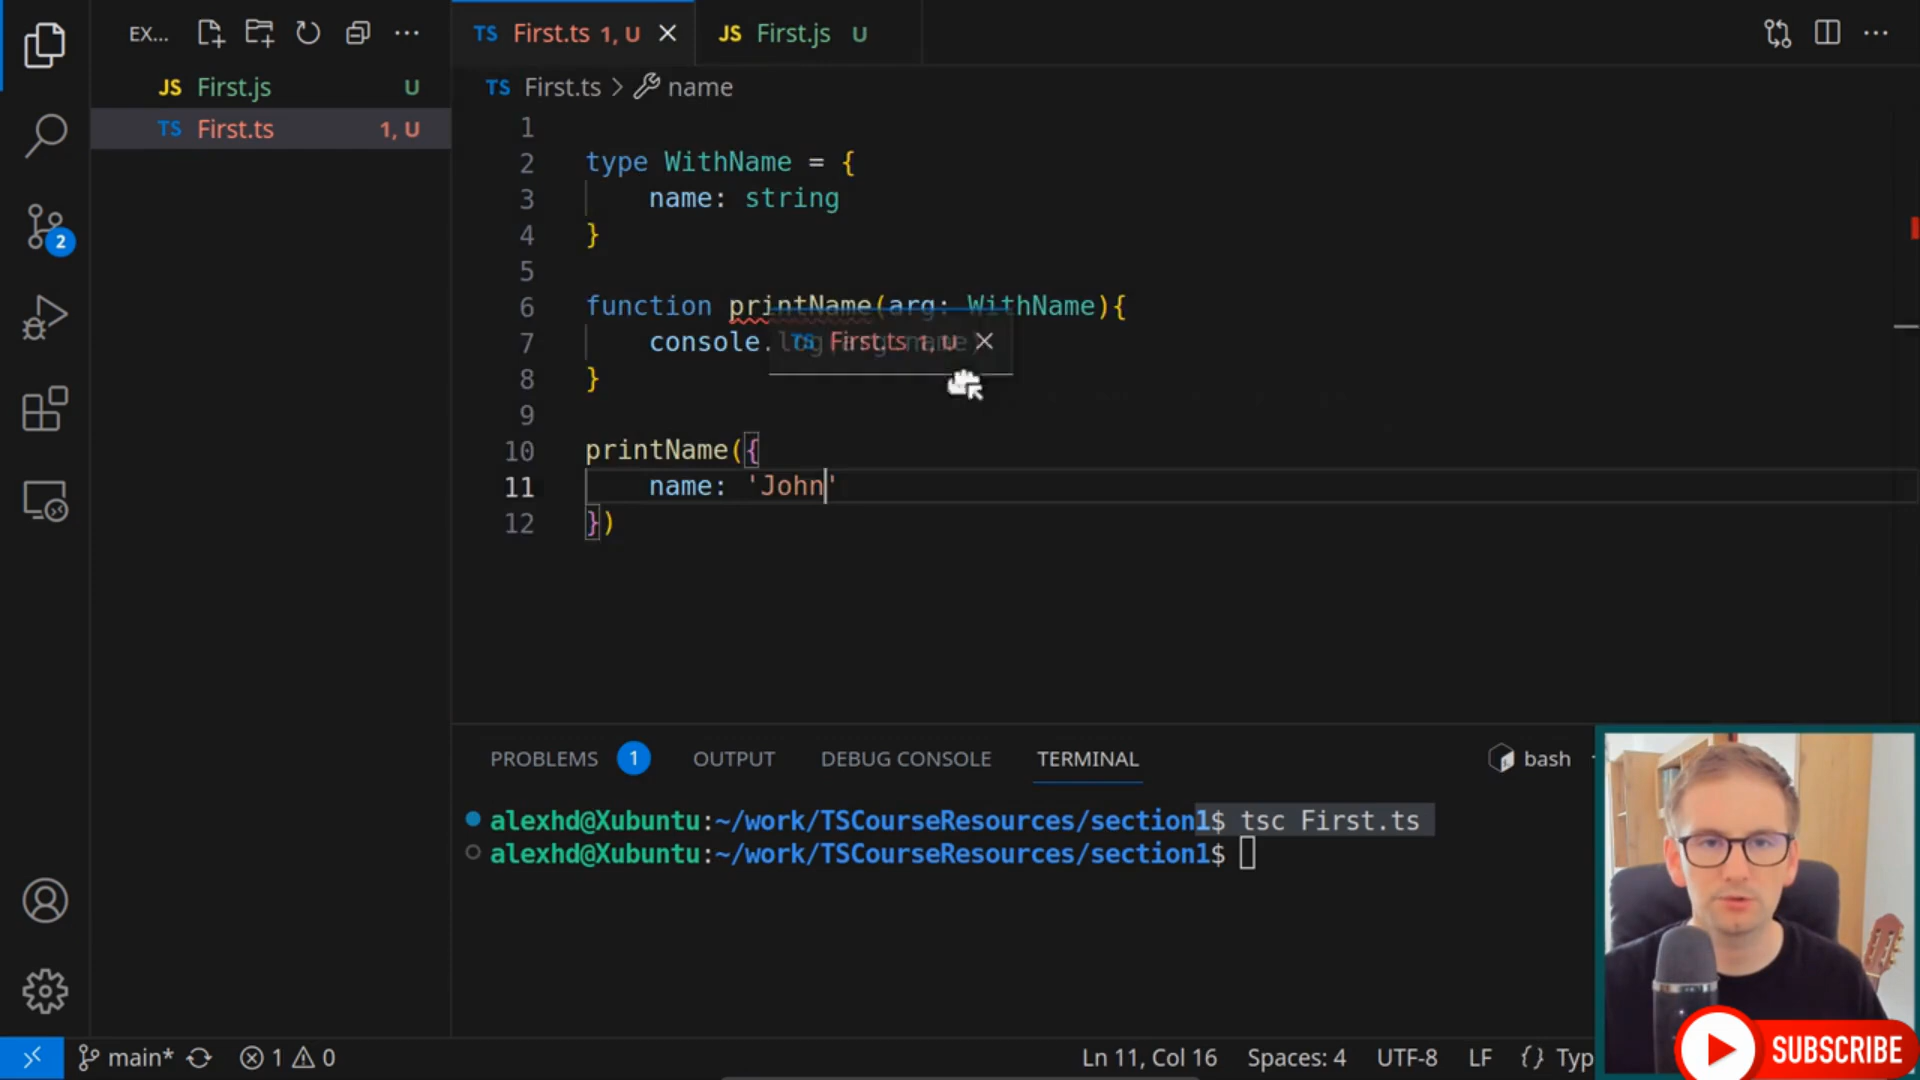 EX...
TS First.ts 1, U
JS First.js U
JS First.js U
TS First.ts 1, U
TS First.ts > name
1
2 type WithName = {
3 name: string
4 }
5
6 function printName(arg: WithName){
7 console.log(arg.name)
TS First.ts 1, U
8 }
9
10 printName({
11 name: 'John'
12 })
2
PROBLEMS 1 OUTPUT DEBUG CONSOLE TERMINAL bash
alexhd@Xubuntu:~/work/TSCourseResources/section1$ tsc First.ts
alexhd@Xubuntu:~/work/TSCourseResources/section1$
main* 1 0 Ln 11, Col 16 Spaces: 4 UTF-8 LF {} Typ
SUBSCRIBE